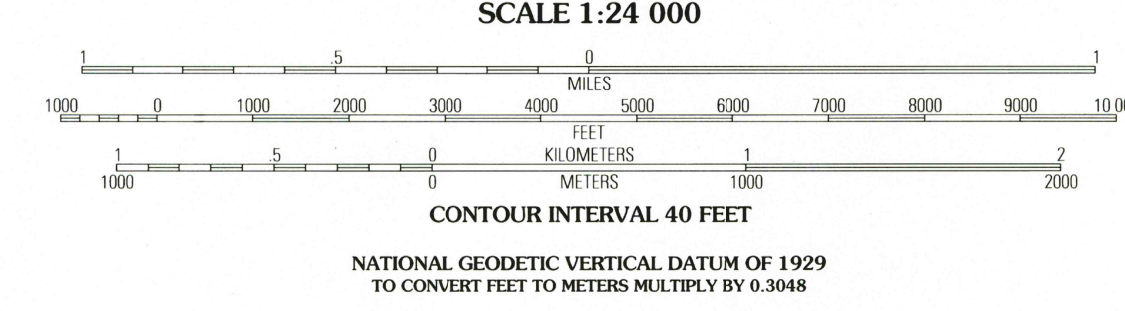 SCALE 1:24 000
1 .5 0 1
MILES
1000 0 1000 2000 3000 4000 5000 6000 7000 8000 9000 10 00
FEET
1 .5 0 KILOMETERS 1 2
1000 0 METERS 1000 2000
CONTOUR INTERVAL 40 FEET
NATIONAL GEODETIC VERTICAL DATUM OF 1929
TO CONVERT FEET TO METERS MULTIPLY BY 0.3048